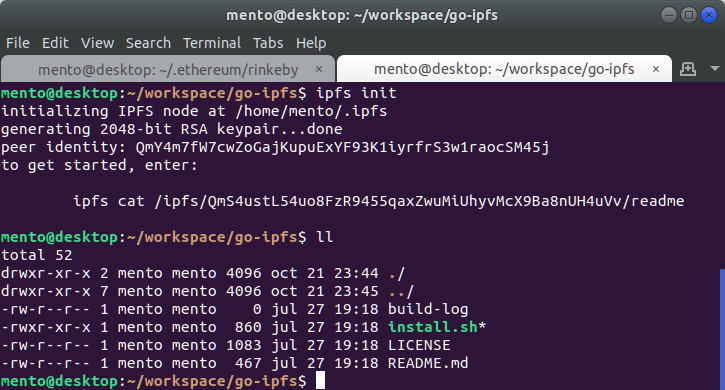 mento@desktop: ~/workspace/go-ipfs
File Edit View Search Terminal Tabs Help
mento@desktop: ~/.ethereum/rinkeby × mento@desktop: ~/workspace/go-ipfs ×
mento@desktop:~/workspace/go-ipfs$ ipfs init
initializing IPFS node at /home/mento/.ipfs
generating 2048-bit RSA keypair...done
peer identity: QmY4m7fW7cwZoGajKupuExYF93K1iyrfrS3w1raocSM45j
to get started, enter:
ipfs cat /ipfs/QmS4ustL54uo8FzR9455qaxZwuMiUhyvMcX9Ba8nUH4uVv/readme
mento@desktop:~/workspace/go-ipfs$ ll
total 52
drwxr-xr-x 2 mento mento 4096 oct 21 23:44 ./
drwxr-xr-x 7 mento mento 4096 oct 21 23:45 ../
-rw-r--r-- 1 mento mento 0 jul 27 19:18 build-log
-rwxr-xr-x 1 mento mento 860 jul 27 19:18 install.sh*
-rw-r--r-- 1 mento mento 1083 jul 27 19:18 LICENSE
-rw-r--r-- 1 mento mento 467 jul 27 19:18 README.md
mento@desktop:~/workspace/go-ipfs$